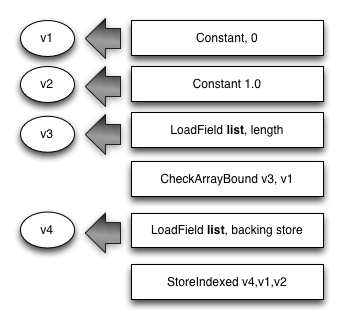 v1 Constant, 0
v2 Constant 1.0
v3 LoadField list, length
CheckArrayBound v3, v1
v4 LoadField list, backing store
StoreIndexed v4,v1,v2